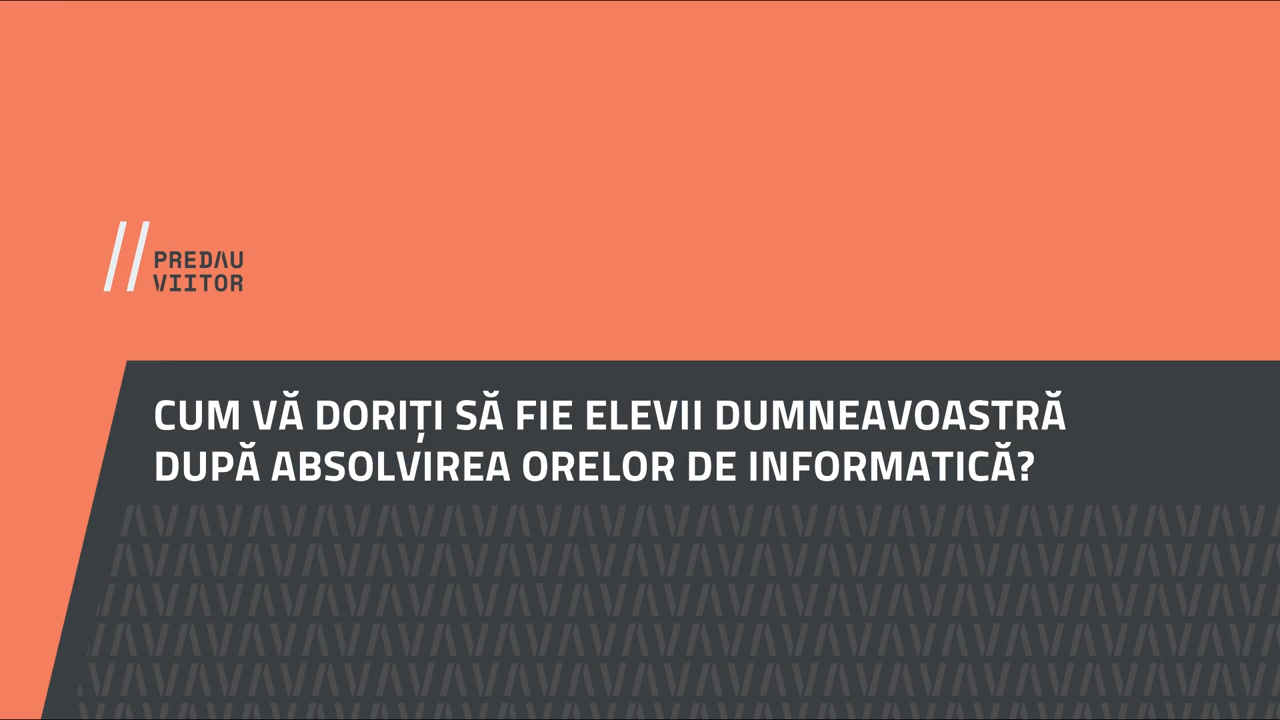 PREDAU
VIITOR
CUM VĂ DORIȚI SĂ FIE ELEVII DUMNEAVOASTRĂ
DUPĂ ABSOLVIREA ORELOR DE INFORMATICĂ?